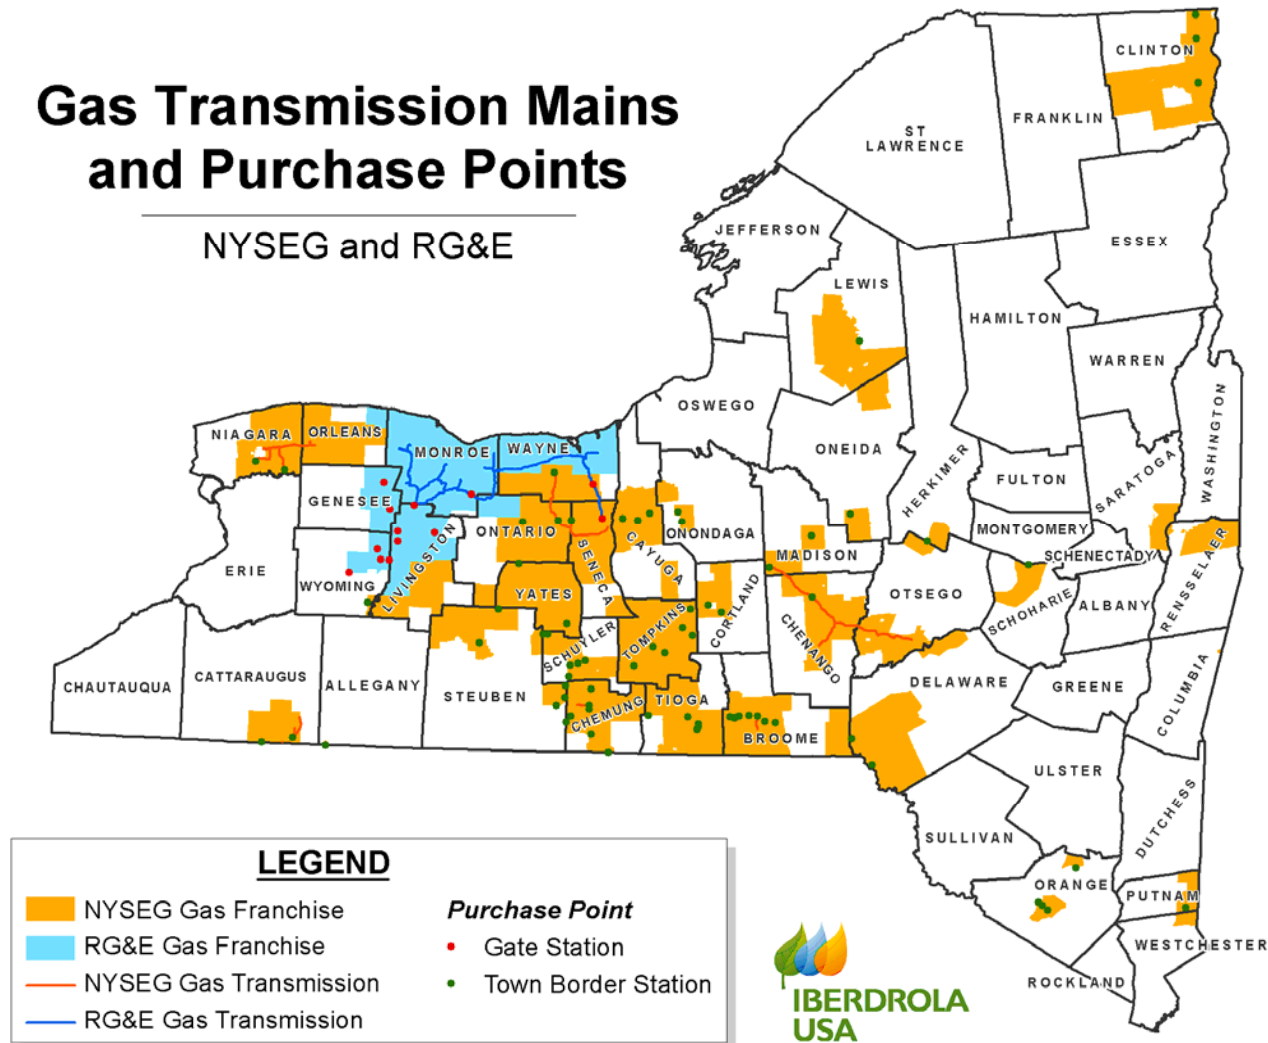 Gas Transmission Mains
and Purchase Points
NYSEG and RG&E
CLINTON
FRANKLIN
ST
LAWRENCE
JEFFERSON
ESSEX
LEWIS
HAMILTON
WARREN
WASHINGTON
OSWEGO
ONEIDA
HERKIMER
FULTON
SARATOGA
NIAGARA
ORLEANS
MONROE
WAYNE
GENESEE
ONTARIO
SENECA
CAYUGA
ONONDAGA
MADISON
MONTGOMERY
SCHENECTADY
RENSSELAER
ERIE
WYOMING
LIVINGSTON
YATES
SCHUYLER
TOMPKINS
CORTLAND
CHENANGO
OTSEGO
SCHOHARIE
ALBANY
CHAUTAUQUA
CATTARAUGUS
ALLEGANY
STEUBEN
CHEMUNG
TIOGA
BROOME
DELAWARE
GREENE
COLUMBIA
ULSTER
DUTCHESS
SULLIVAN
ORANGE
PUTNAM
WESTCHESTER
ROCKLAND
LEGEND
NYSEG Gas Franchise
RG&E Gas Franchise
NYSEG Gas Transmission
RG&E Gas Transmission
Purchase Point
Gate Station
Town Border Station
IBERDROLA
USA